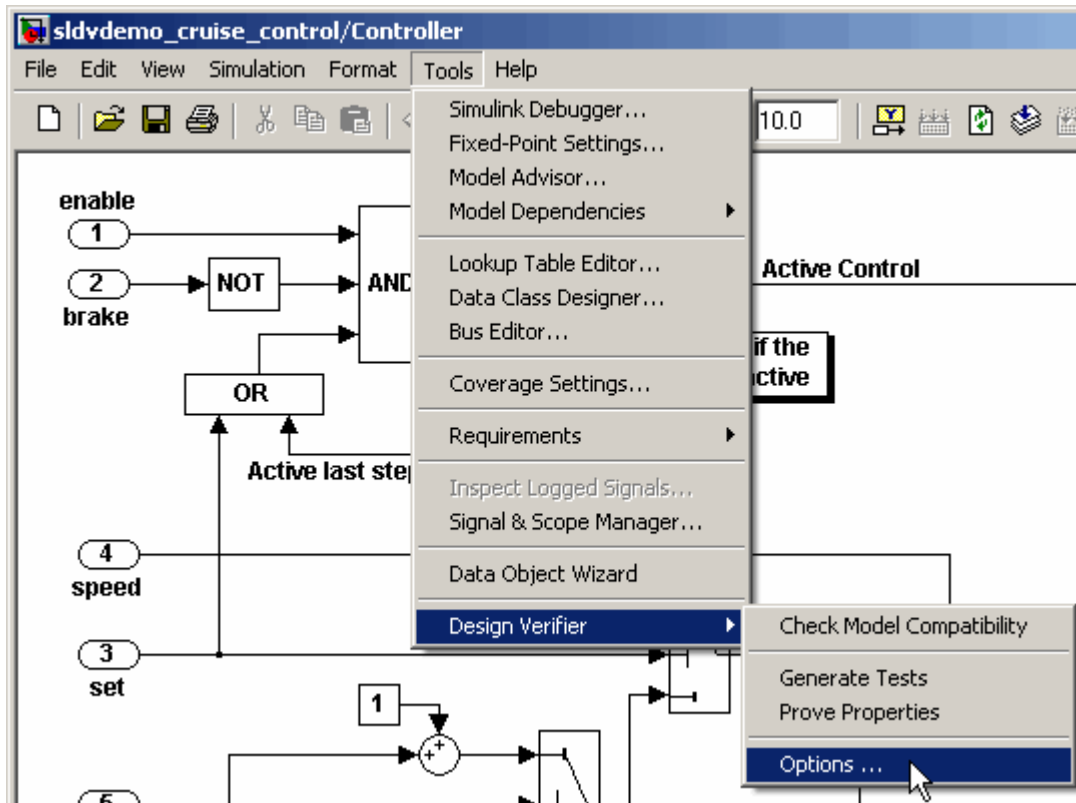 sldvdemo_cruise_control/Controller
File Edit View Simulation Format Tools Help
10.0
Simulink Debugger...
Fixed-Point Settings...
Model Advisor...
Model Dependencies
Lookup Table Editor...
Data Class Designer...
Bus Editor...
Coverage Settings...
Requirements
Inspect Logged Signals...
Signal & Scope Manager...
Data Object Wizard
Design Verifier
Check Model Compatibility
Generate Tests
Prove Properties
Options ...
enable
1
2
brake
NOT
AND
OR
Active last step
Active Control
if the
4
speed
3
set
1
+
+
5